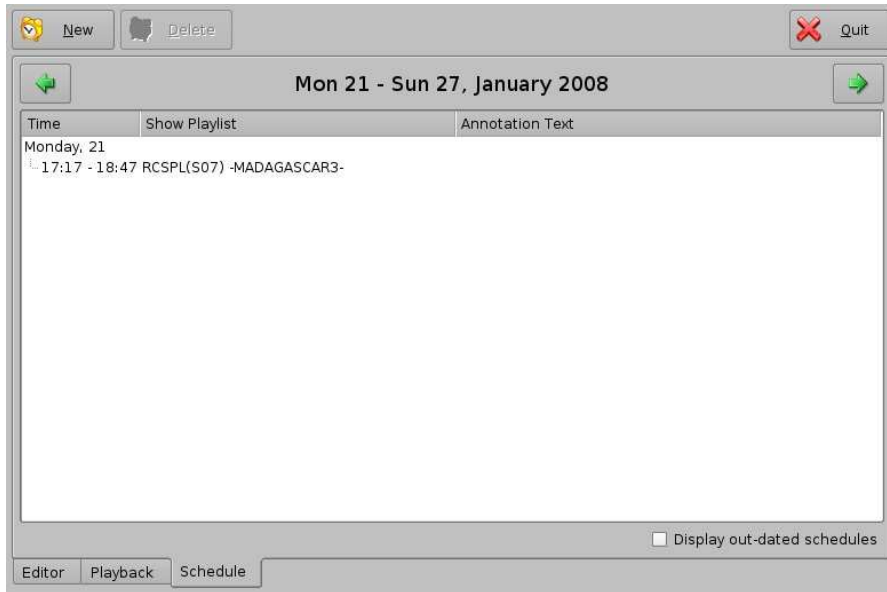 New Delete Quit
Mon 21 - Sun 27, January 2008
Time Show Playlist Annotation Text
Monday, 21
17:17 - 18:47 RCSPL(S07) -MADAGASCAR3-
Display out-dated schedules
Editor Playback Schedule